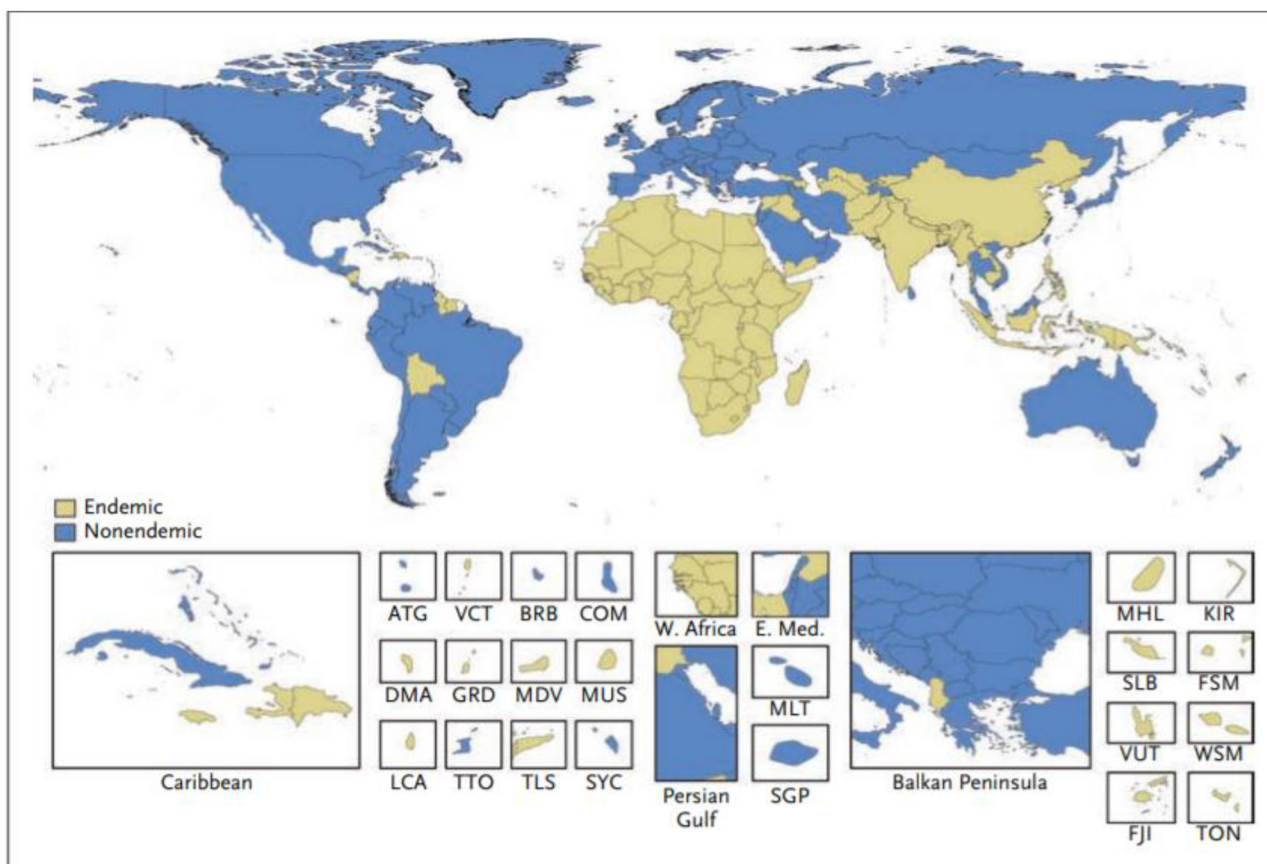 Endemic
Nonendemic
ATG VCT BRB COM
W. Africa E. Med.
MHL KIR
DMA GRD MDV MUS
SLB FSM
MLT
VUT WSM
Caribbean
LCA TTO TLS SYC
Persian
Gulf
SGP
Balkan Peninsula
FJI TON